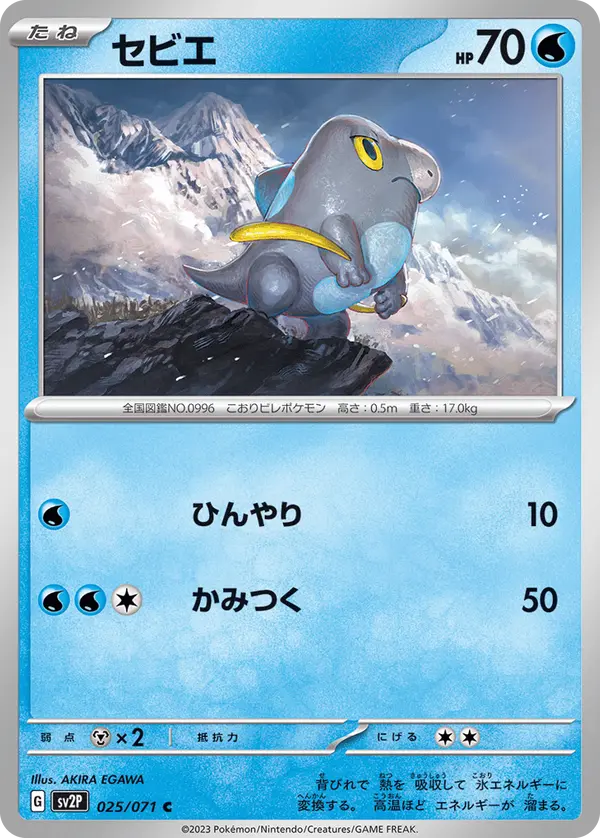 たね セビエ HP70
全国図鑑NO.0996 こおりビレポケモン 高さ:0.5m 重さ:17.0kg
ひんやり 10
かみつく 50
弱点 ×2 抵抗力 にげる
Illus. AKIRA EGAWA
G sv2P 025/071 C
背びれで 熱を 吸収して 氷エネルギーに
変換する。高温ほど エネルギーが 溜まる。
©2023 Pokémon/Nintendo/Creatures/GAME FREAK.